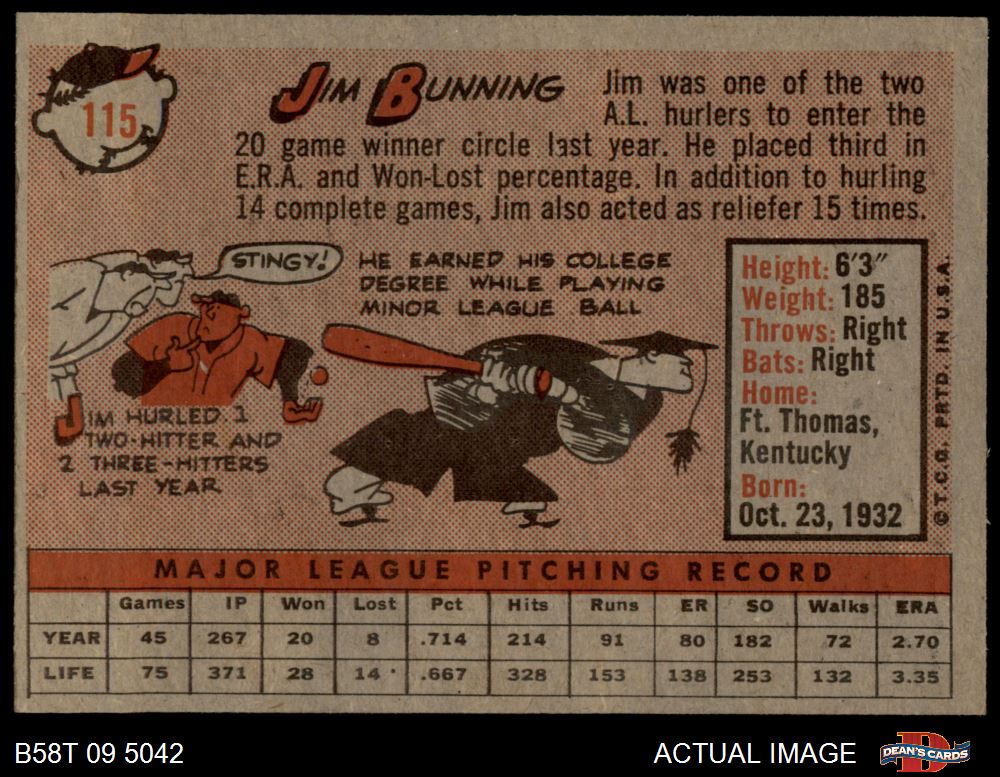 115
JIM BUNNING
Jim was one of the two
A.L. hurlers to enter the
20 game winner circle last year. He placed third in
E.R.A. and Won-Lost percentage. In addition to hurling
14 complete games, Jim also acted as reliefer 15 times.
STINGY!
HE EARNED HIS COLLEGE
DEGREE WHILE PLAYING
MINOR LEAGUE BALL
JIM HURLED 1
TWO-HITTER AND
2 THREE-HITTERS
LAST YEAR
Height: 6'3"
Weight: 185
Throws: Right
Bats: Right
Home:
Ft. Thomas,
Kentucky
Born:
Oct. 23, 1932
© T.C.G. PRTD. IN U.S.A.
MAJOR LEAGUE PITCHING RECORD
Games IP Won Lost Pct Hits Runs ER SO Walks ERA
YEAR 45 267 20 8 .714 214 91 80 182 72 2.70
LIFE 75 371 28 14 .667 328 153 138 253 132 3.35
B58T 09 5042
ACTUAL IMAGE
DEAN'S CARDS